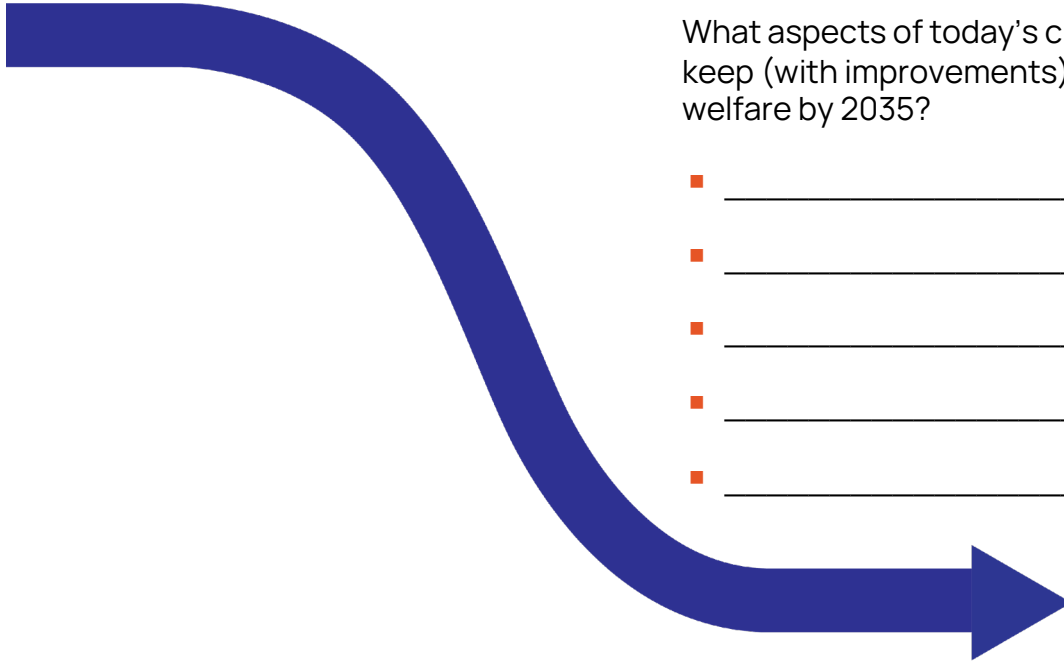 What aspects of today's c
keep (with improvements)
welfare by 2035?